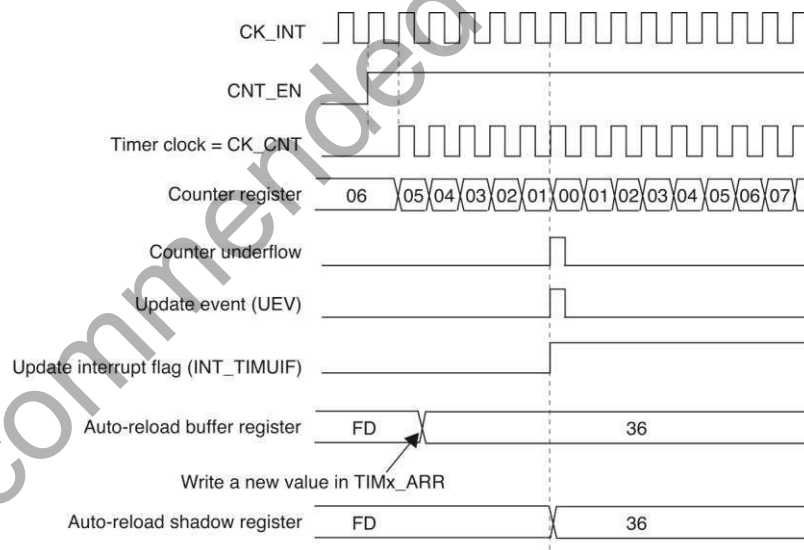 CK_INT
CNT_EN
Timer clock = CK_CNT
Counter register 06 05 04 03 02 01 00 01 02 03 04 05 06 07
Counter underflow
Update event (UEV)
Update interrupt flag (INT_TIMUIF)
Auto-reload buffer register FD 36
Write a new value in TIMx_ARR
Auto-reload shadow register FD 36
commended